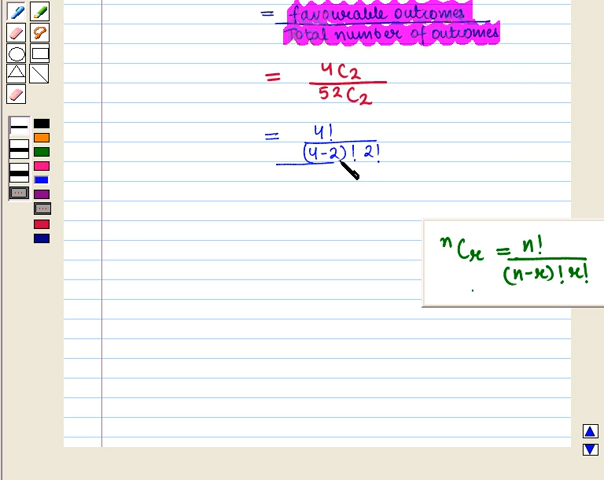 = favourable outcomes
Total number of outcomes
= 4C2
52C2
= 4!
(4-2)! 2!
nCr = n!
(n-r)! r!